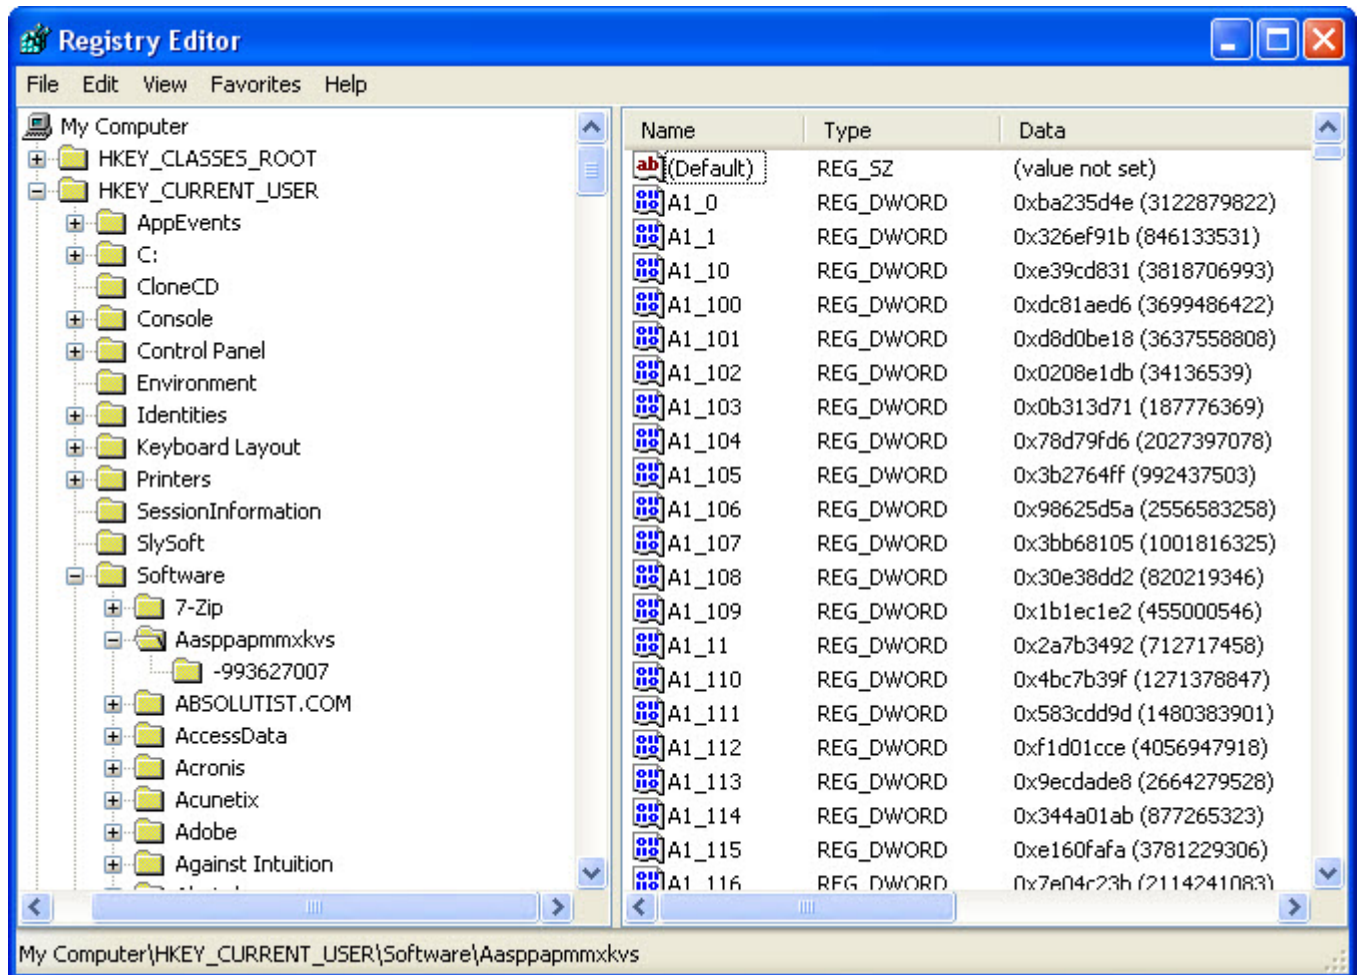 Registry Editor
File Edit View Favorites Help
My Computer
HKEY_CLASSES_ROOT
HKEY_CURRENT_USER
AppEvents
C:
CloneCD
Console
Control Panel
Environment
Identities
Keyboard Layout
Printers
SessionInformation
SlySoft
Software
7-Zip
Aasppapmmxkvs
-993627007
ABSOLUTIST.COM
AccessData
Acronis
Acunetix
Adobe
Against Intuition
Name Type Data
(Default) REG_SZ (value not set)
A1_0 REG_DWORD 0xba235d4e (3122879822)
A1_1 REG_DWORD 0x326ef91b (846133531)
A1_10 REG_DWORD 0xe39cd831 (3818706993)
A1_100 REG_DWORD 0xdc81aed6 (3699486422)
A1_101 REG_DWORD 0xd8d0be18 (3637558808)
A1_102 REG_DWORD 0x0208e1db (34136539)
A1_103 REG_DWORD 0x0b313d71 (187776369)
A1_104 REG_DWORD 0x78d79fd6 (2027397078)
A1_105 REG_DWORD 0x3b2764ff (992437503)
A1_106 REG_DWORD 0x98625d5a (2556583258)
A1_107 REG_DWORD 0x3bb68105 (1001816325)
A1_108 REG_DWORD 0x30e38dd2 (820219346)
A1_109 REG_DWORD 0x1b1ec1e2 (455000546)
A1_11 REG_DWORD 0x2a7b3492 (712717458)
A1_110 REG_DWORD 0x4bc7b39f (1271378847)
A1_111 REG_DWORD 0x583cdd9d (1480383901)
A1_112 REG_DWORD 0xf1d01cce (4056947918)
A1_113 REG_DWORD 0x9ecdade8 (2664279528)
A1_114 REG_DWORD 0x344a01ab (877265323)
A1_115 REG_DWORD 0xe160fafa (3781229306)
A1_116 REG_DWORD 0x7e04c23b (2114241083)
My Computer\HKEY_CURRENT_USER\Software\Aasppapmmxkvs